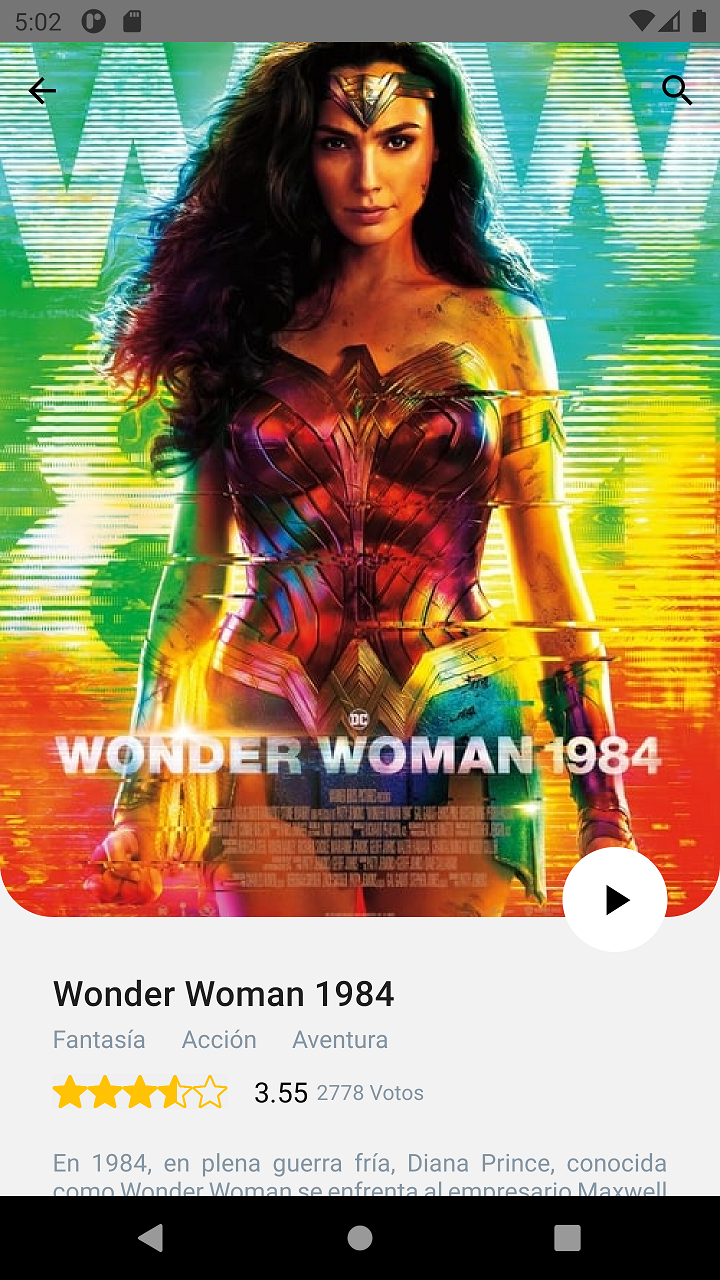 5:02
W W
DC
WONDER WOMAN 1984
Wonder Woman 1984
Fantasía Acción Aventura
3.55 2778 Votos
En 1984, en plena guerra fría, Diana Prince, conocida
como Wonder Woman se enfrenta al empresario Maxwell